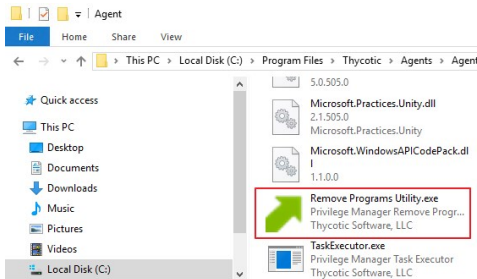 Agent
File Home Share View
This PC > Local Disk (C:) > Program Files > Thycotic > Agents > Agent
Quick access
This PC
Desktop
Documents
Downloads
Music
Pictures
Videos
Local Disk (C:)
5.0.505.0
Microsoft.Practices.Unity.dll
2.1.505.0
Microsoft.Practices.Unity
Microsoft.WindowsAPICodePack.dl
l
1.1.0.0
Remove Programs Utility.exe
Privilege Manager Remove Progr...
Thycotic Software, LLC
TaskExecutor.exe
Privilege Manager Task Executor
Thycotic Software, LLC